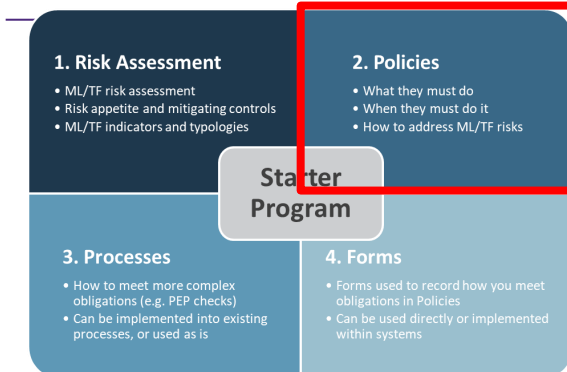 1. Risk Assessment
• ML/TF risk assessment
• Risk appetite and mitigating controls
• ML/TF indicators and typologies
2. Policies
• What they must do
• When they must do it
• How to address ML/TF risks
Starter
Program
3. Processes
• How to meet more complex
obligations (e.g. PEP checks)
• Can be implemented into existing
processes, or used as is
4. Forms
• Forms used to record how you meet
obligations in Policies
• Can be used directly or implemented
within systems